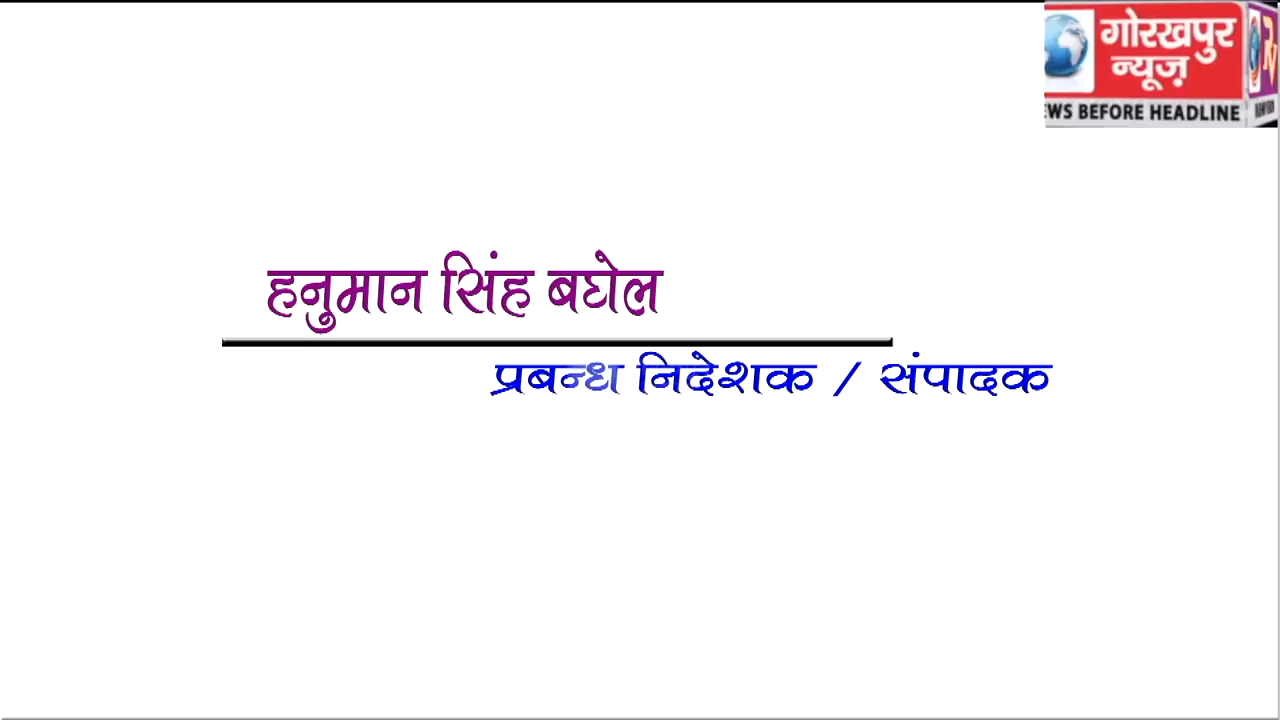 गोरखपुर
न्यूज़
EWS BEFORE HEADLINE
हनुमान सिंह बघेल
प्रबन्ध निदेशक / संपादक